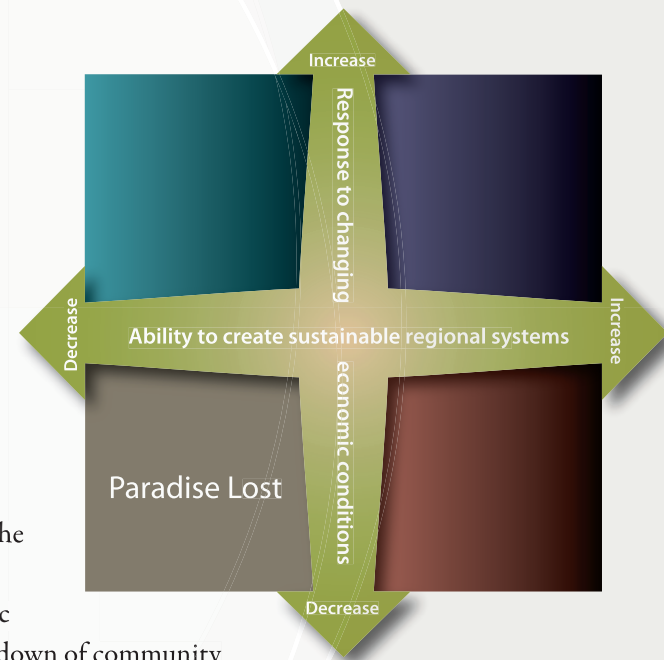 Increase
Response to changing economic conditions
Decrease
Ability to create sustainable regional systems
Increase
Paradise Lost
Decrease
he
c
down of community